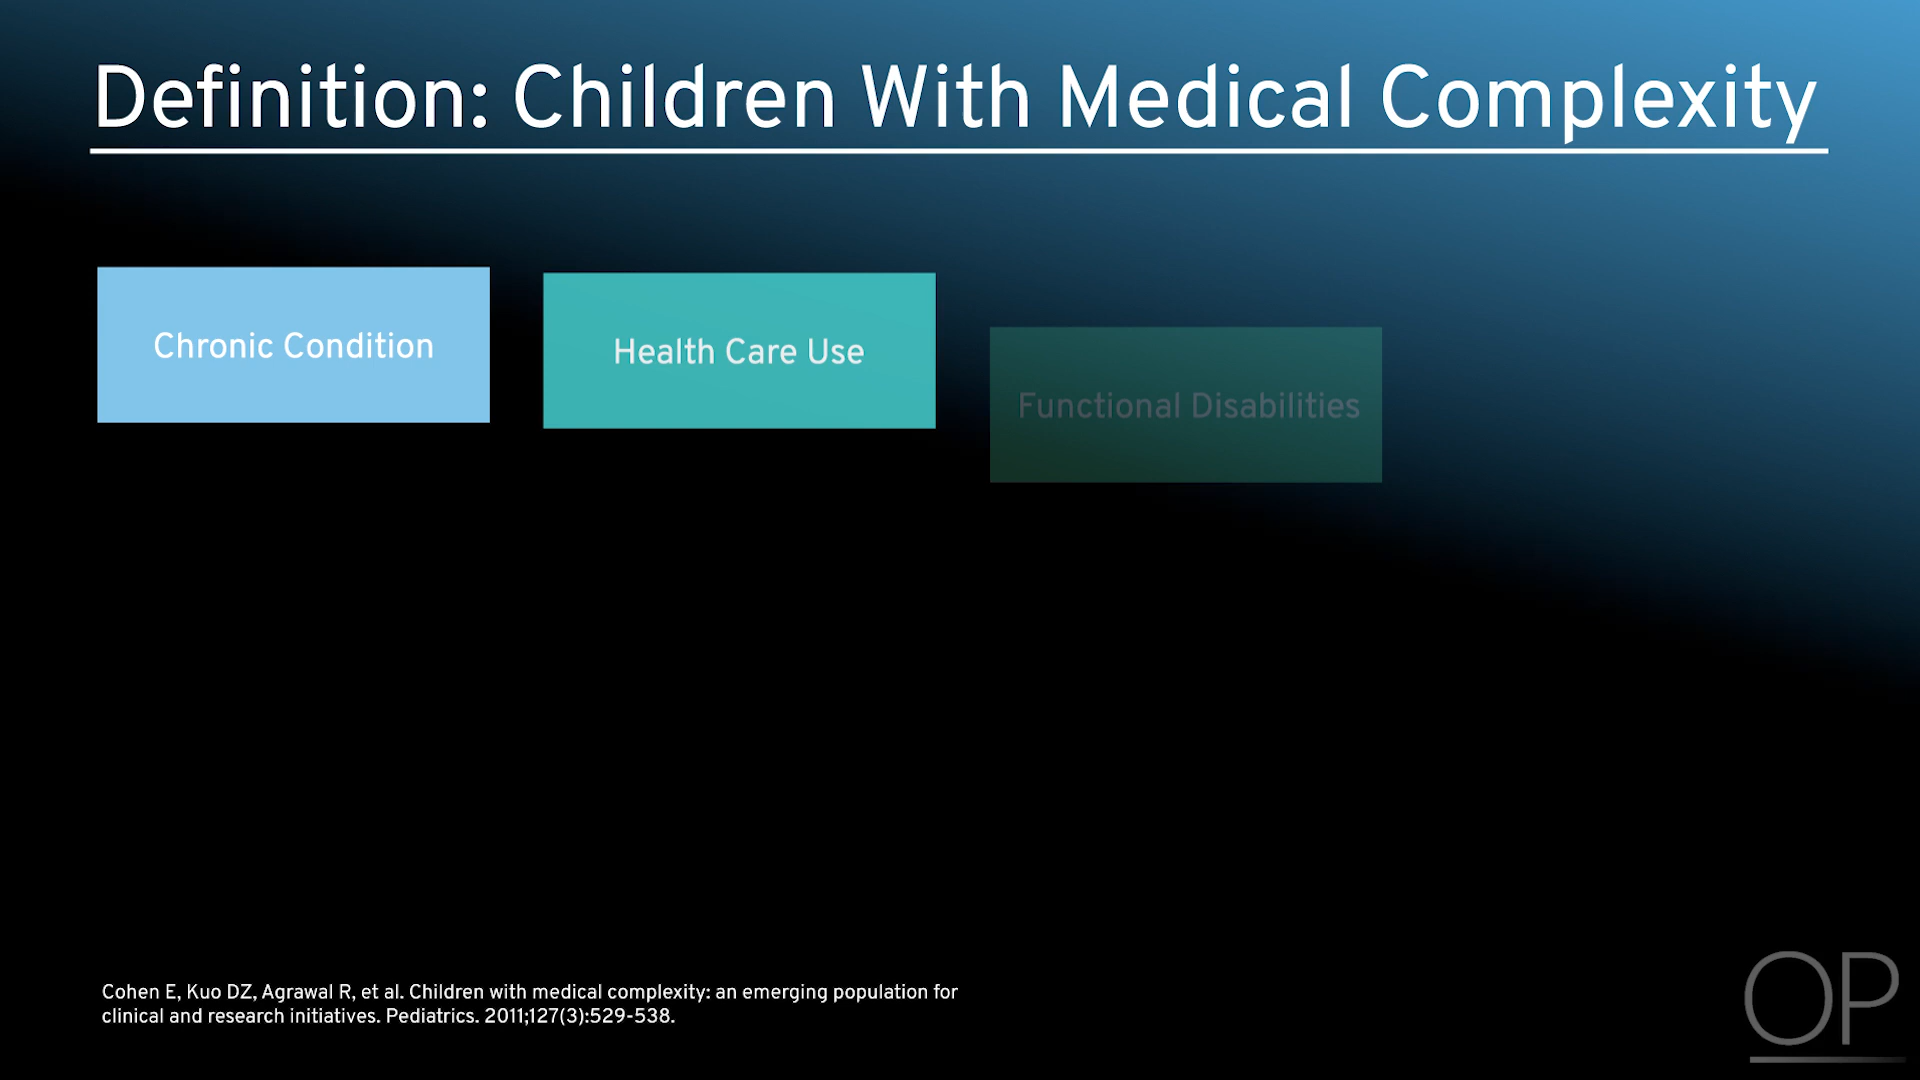 Definition: Children With Medical Complexity
Chronic Condition
Health Care Use
Functional Disabilities
Cohen E, Kuo DZ, Agrawal R, et al. Children with medical complexity: an emerging population for
clinical and research initiatives. Pediatrics. 2011;127(3):529-538.
OP